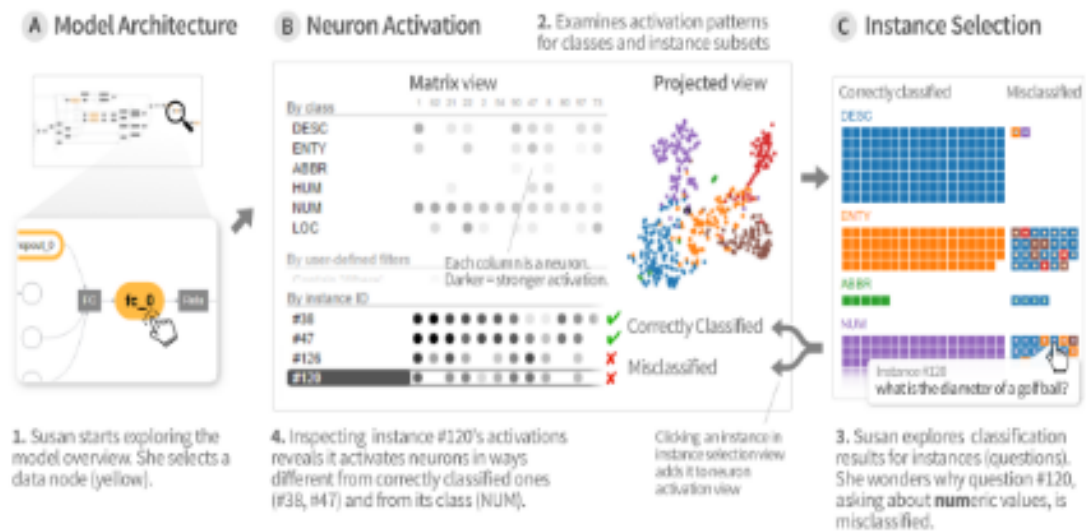 A Model Architecture
B Neuron Activation
2. Examines activation patterns
for classes and instance subsets
C Instance Selection
Matrix view
Projected view
By class
DESC
ENTY
ABBR
HUM
NUM
LOC
By user-defined filters
Each column is a neuron.
Darker = stronger activation.
By instance ID
#38
#47
#126
#120
Correctly Classified
Misclassified
FC
fc_0
Relu
Correctly classified
Misclassified
DESC
ENTY
ABBR
NUM
Instance #120
what is the diameter of a golf ball?
1. Susan starts exploring the
model overview. She selects a
data node (yellow).
4. Inspecting instance #120's activations
reveals it activates neurons in ways
different from correctly classified ones
(#38, #47) and from its class (NUM).
Clicking an instance in
instance selection view
adds it to neuron
activation view
3. Susan explores classification
results for instances (questions).
She wonders why question #120,
asking about numeric values, is
misclassified.